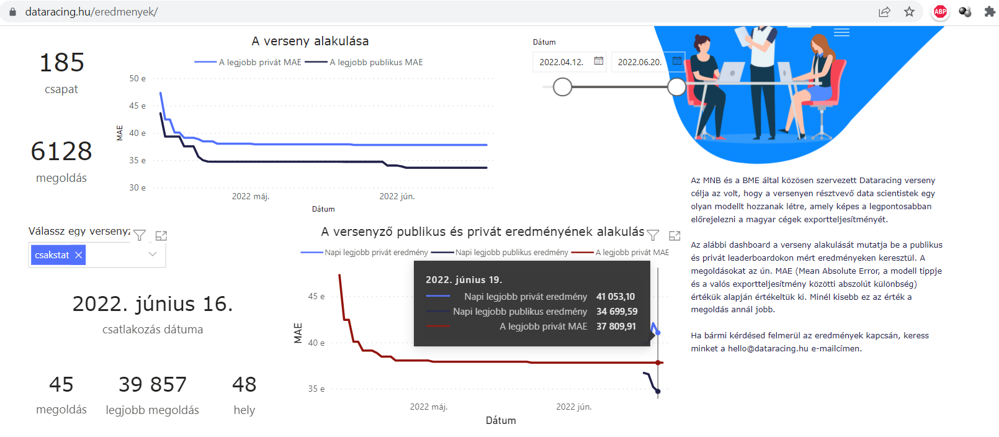 dataracing.hu/eredmenyek/
ABP
185
csapat
6128
megoldás
A verseny alakulása
A legjobb privát MAE
A legjobb publikus MAE
50 e
45 e
40 e
35 e
30 e
MAE
2022 máj.
2022 jún.
Dátum
Dátum
2022.04.12.
2022.06.20.
Az MNB és a BME által közösen szervezett Dataracing verseny
célja az volt, hogy a versenyen résztvevő data scientistek egy
olyan modellt hozzanak létre, amely képes a legpontosabban
előrejelezni a magyar cégek exportteljesítményét.
Az alábbi dashboard a verseny alakulását mutatja be a publikus
és privát leaderboardokon mért eredményeken keresztül. A
megoldásokat az ún. MAE (Mean Absolute Error, a modell tippje
és a valós exportteljesítmény közötti abszolút különbség)
értékük alapján értékeltük ki. Minél kisebb ez az érték a
megoldás annál jobb.
Ha bármi kérdésed felmerül az eredmények kapcsán, keress
minket a hello@dataracing.hu e-mailcímen.
Válassz egy versenyz
csakstat
2022. június 16.
csatlakozás dátuma
45
megoldás
39 857
legjobb megoldás
48
hely
A versenyző publikus és privát eredményének alakulás
Napi legjobb privát eredmény
Napi legjobb publikus eredmény
A legjobb privát MAE
45 e
40 e
35 e
MAE
2022. június 19.
Napi legjobb privát eredmény 41 053,10
Napi legjobb publikus eredmény 34 699,59
A legjobb privát MAE 37 809,91
2022 máj.
2022 jún.
Dátum